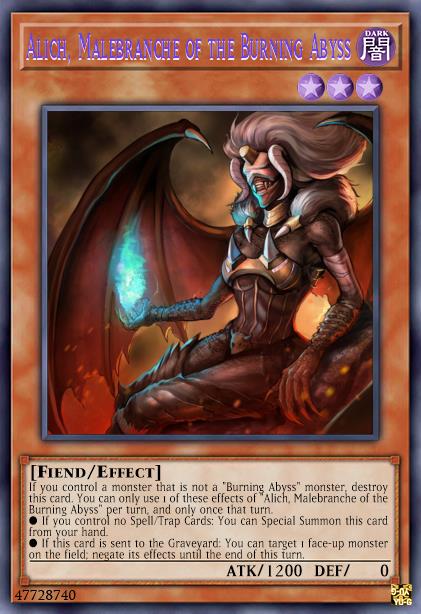 Alich, Malebranche of the Burning Abyss
DARK
闇
[Fiend/Effect]
If you control a monster that is not a "Burning Abyss" monster, destroy
this card. You can only use 1 of these effects of "Alich, Malebranche of the
Burning Abyss" per turn, and only once that turn.
● If you control no Spell/Trap Cards: You can Special Summon this card
from your hand.
● If this card is sent to the Graveyard: You can target 1 face-up monster
on the field; negate its effects until the end of this turn.
ATK/1200 DEF/ 0
47728740